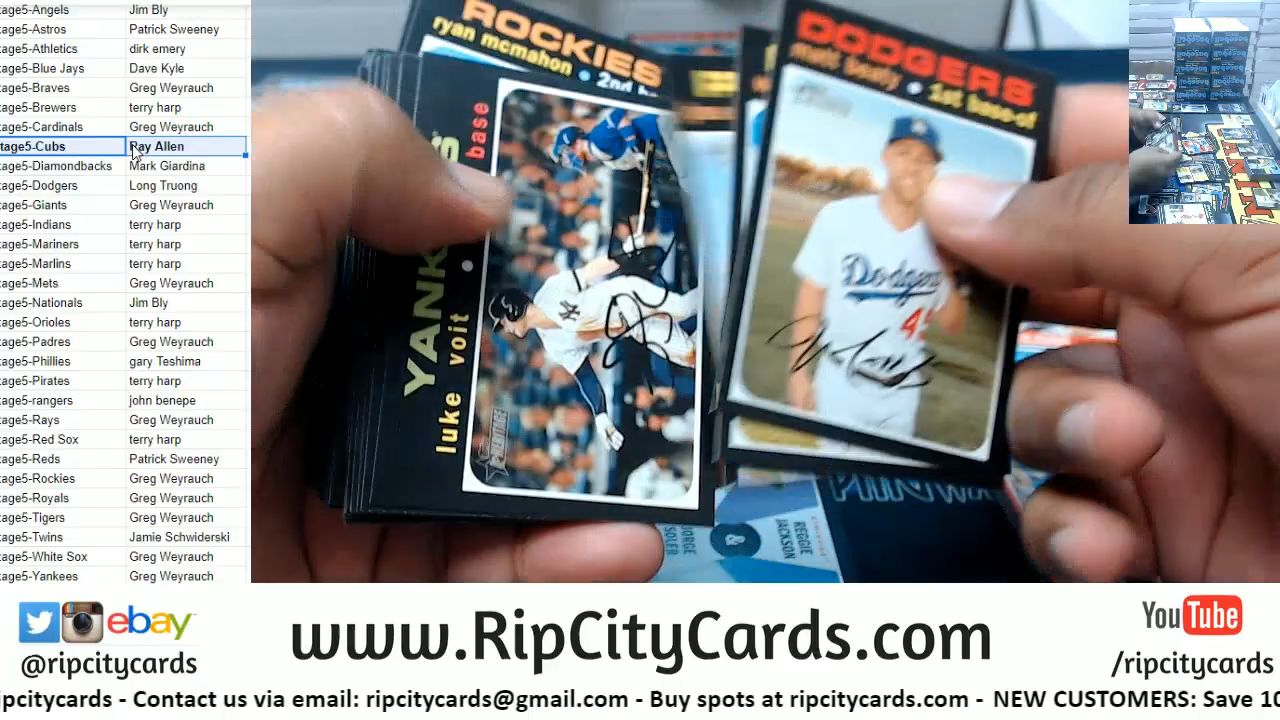 tage5-Angels Jim Bly
tage5-Astros Patrick Sweeney
tage5-Athletics dirk emery
tage5-Blue Jays Dave Kyle
tage5-Braves Greg Weyrauch
tage5-Brewers terry harp
tage5-Cardinals Greg Weyrauch
tage5-Cubs Ray Allen
tage5-Diamondbacks Mark Giardina
tage5-Dodgers Long Truong
tage5-Giants Greg Weyrauch
tage5-Indians terry harp
tage5-Mariners terry harp
tage5-Marlins terry harp
tage5-Mets Greg Weyrauch
tage5-Nationals Jim Bly
tage5-Orioles terry harp
tage5-Padres Greg Weyrauch
tage5-Phillies gary Teshima
tage5-Pirates terry harp
tage5-rangers john benepe
tage5-Rays Greg Weyrauch
tage5-Red Sox terry harp
tage5-Reds Patrick Sweeney
tage5-Rockies Greg Weyrauch
tage5-Royals Greg Weyrauch
tage5-Tigers Greg Weyrauch
tage5-Twins Jamie Schwiderski
tage5-White Sox Greg Weyrauch
tage5-Yankees Greg Weyrauch
ROCKIES
ryan mcmahon • 2nd
YANK S • base
luke voit
DODGERS
matt beaty • 1st base-of
Dodgers
REGGIE JACKSON
&
JORGE SOLER
ebay
@ripcitycards
www.RipCityCards.com
YouTube
/ripcitycards
ipcitycards - Contact us via email: ripcitycards@gmail.com - Buy spots at ripcitycards.com - NEW CUSTOMERS: Save 10